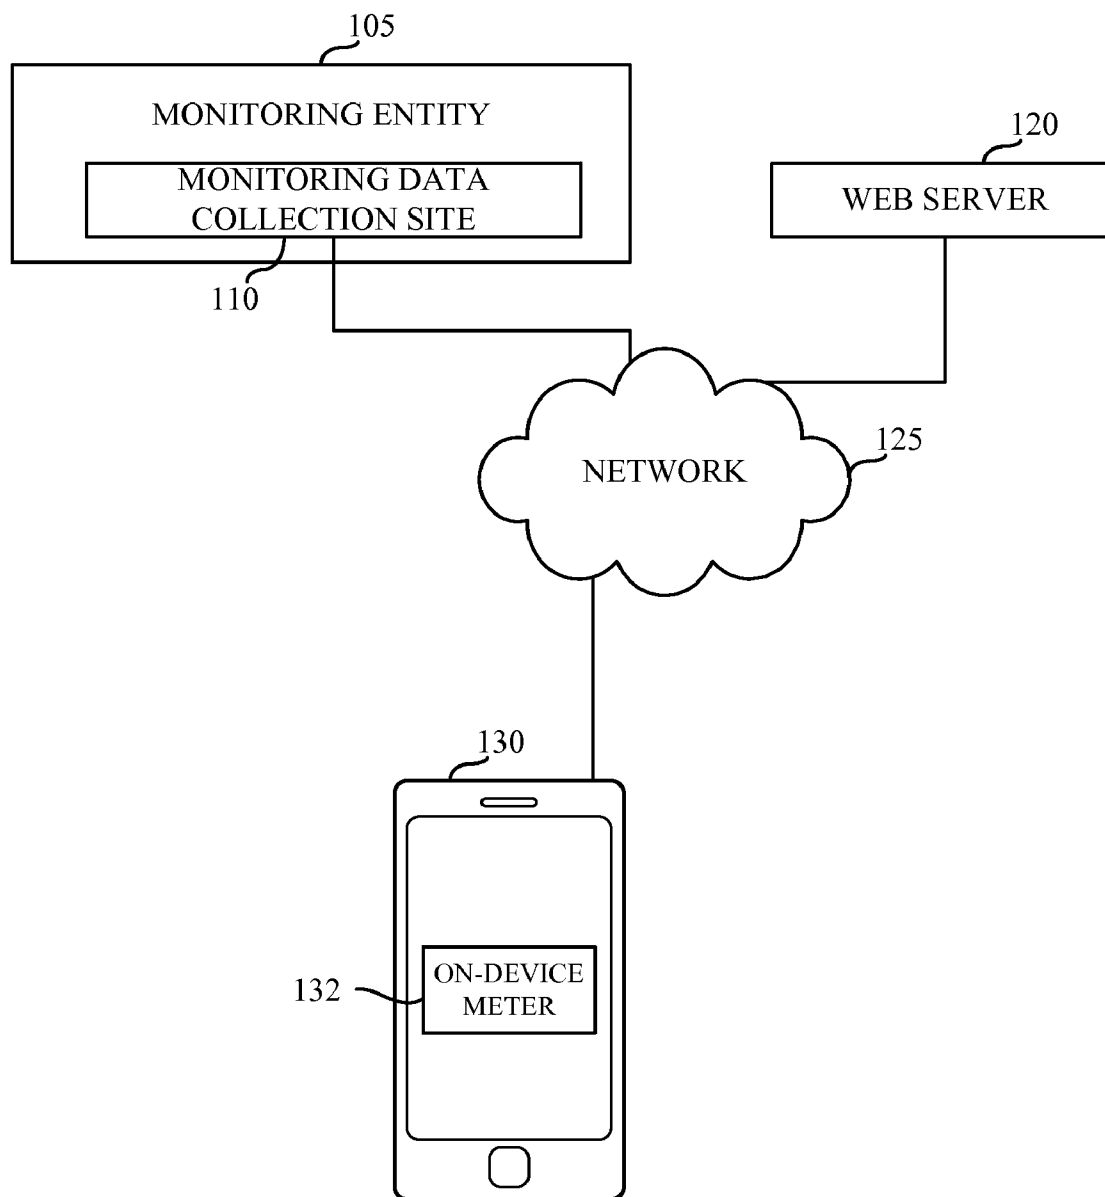 105
MONITORING ENTITY
MONITORING DATA
COLLECTION SITE
110
120
WEB SERVER
NETWORK
125
130
ON-DEVICE
METER
132